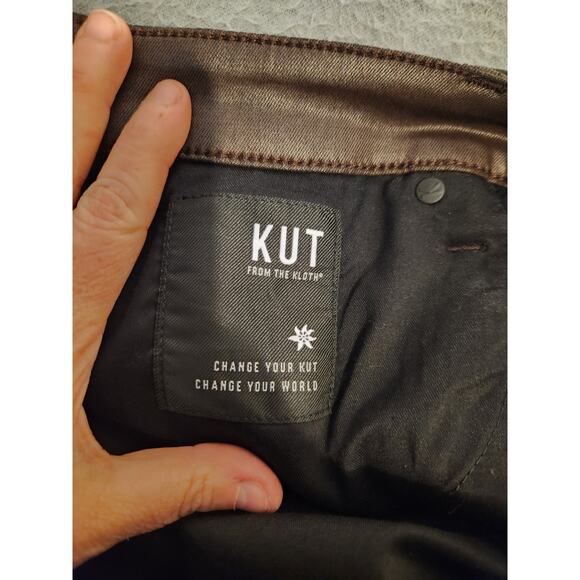 KUT
FROM THE KLOTH®
CHANGE YOUR KUT
CHANGE YOUR WORLD